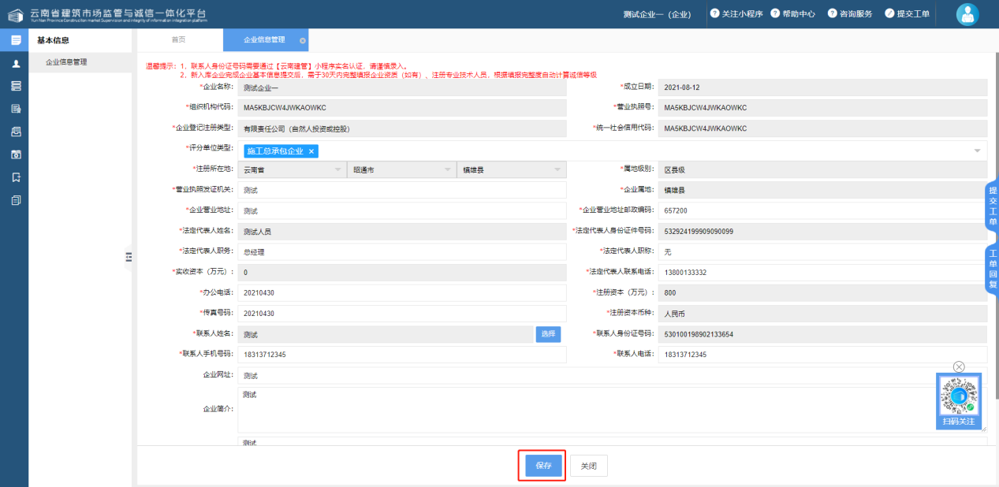 云南省建筑市场监管与诚信一体化平台
Yun Nan Province Construction market Supervision and integrity of information integration platform
测试企业一（企业）
关注小程序
帮助中心
咨询服务
提交工单
基本信息
企业信息管理
首页
企业信息管理
温馨提示：1、联系人身份证号码需要通过【云南建管】小程序实名认证，请谨慎录入。
2、新入库企业完成企业基本信息提交后，需于30天内完整填报企业资质（如有）、注册专业技术人员，根据填报完整度自动计算诚信等级
*企业名称： 测试企业一 *成立日期： 2021-08-12
*组织机构代码： MA5KBJCW4JWKAOWKC *营业执照号： MA5KBJCW4JWKAOWKC
*企业登记注册类型： 有限责任公司（自然人投资或控股） *统一社会信用代码： MA5KBJCW4JWKAOWKC
*评分单位类型： 施工总承包企业 ×
*注册所在地： 云南省 昭通市 镇雄县 *属地级别： 区县级
*营业执照发证机关： 测试 *企业属地： 镇雄县
*企业营业地址： 测试 *企业营业地址邮政编码： 657200
*法定代表人姓名： 测试人员 *法定代表人身份证件号码： 532924199909090099
*法定代表人职务： 总经理 *法定代表人职称： 无
*实收资本（万元）： 0 *法定代表人联系电话： 13800133332
*办公电话： 20210430 *注册资本（万元）： 800
*传真号码： 20210430 *注册资本币种： 人民币
*联系人姓名： 测试 选择 *联系人身份证号码： 530100198902133654
*联系人手机号码： 18313712345 *联系人电话： 18313712345
企业网址： 测试
企业简介： 测试
测试
保存
关闭
提交工单
工单回复
扫码关注